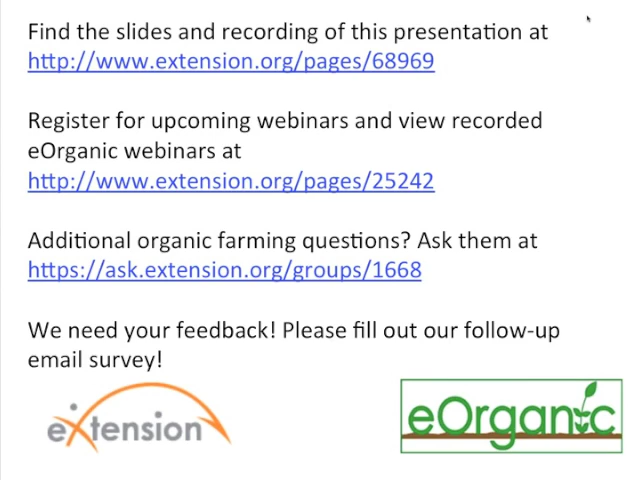 Find the slides and recording of this presentation at
http://www.extension.org/pages/68969
Register for upcoming webinars and view recorded
eOrganic webinars at
http://www.extension.org/pages/25242
Additional organic farming questions? Ask them at
https://ask.extension.org/groups/1668
We need your feedback! Please fill out our follow-up
email survey!
eXtension
eOrganic